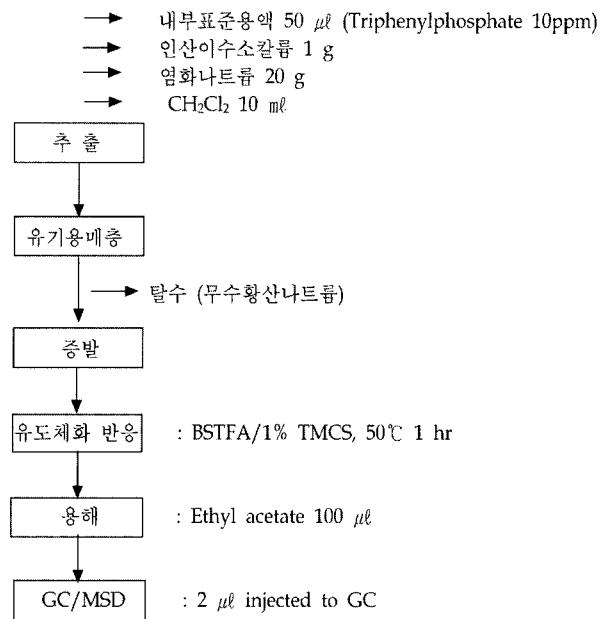 → 내부표준용액 50 ㎕ (Triphenylphosphate 10ppm)
→ 인산이수소칼륨 1 g
→ 염화나트륨 20 g
→ CH₂Cl₂ 10 ㎖
추 출
유기용매층
→ 탈수 (무수황산나트륨)
증발
유도체화 반응 : BSTFA/1% TMCS, 50℃ 1 hr
용해 : Ethyl acetate 100 ㎕
GC/MSD : 2 ㎕ injected to GC